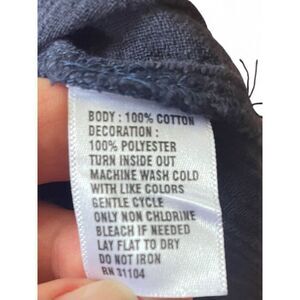 BODY : 100% COTTON
DECORATION :
100% POLYESTER
TURN INSIDE OUT
MACHINE WASH COLD
WITH LIKE COLORS
GENTLE CYCLE
ONLY NON CHLORINE
BLEACH IF NEEDED
LAY FLAT TO DRY
DO NOT IRON
RN 31104